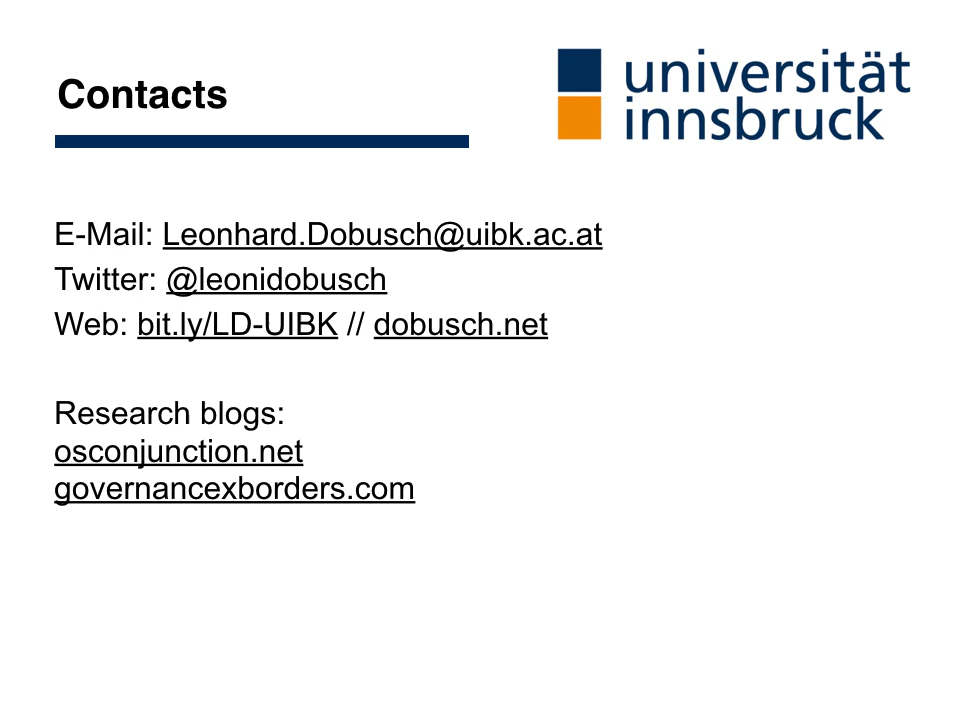 Contacts
universität
innsbruck
E-Mail: Leonhard.Dobusch@uibk.ac.at
Twitter: @leonidobusch
Web: bit.ly/LD-UIBK // dobusch.net
Research blogs:
osconjunction.net
governancexborders.com